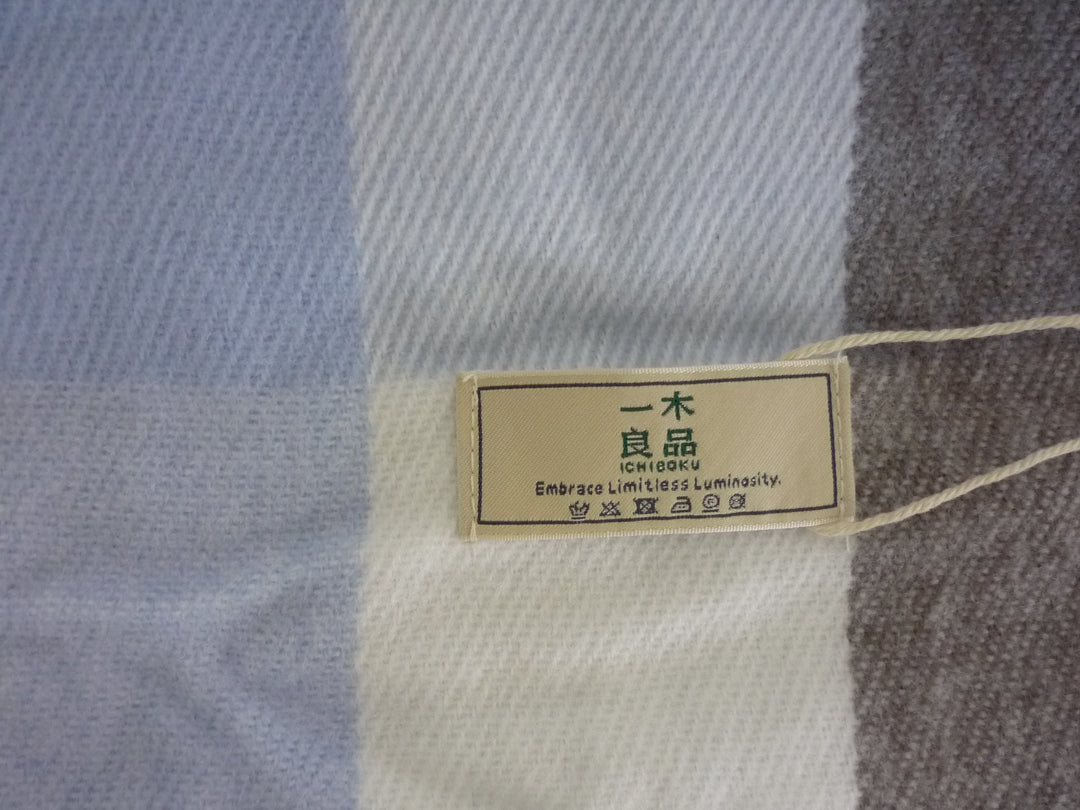 一木
良品
ICHIBOKU
Embrace Limitless Luminosity.